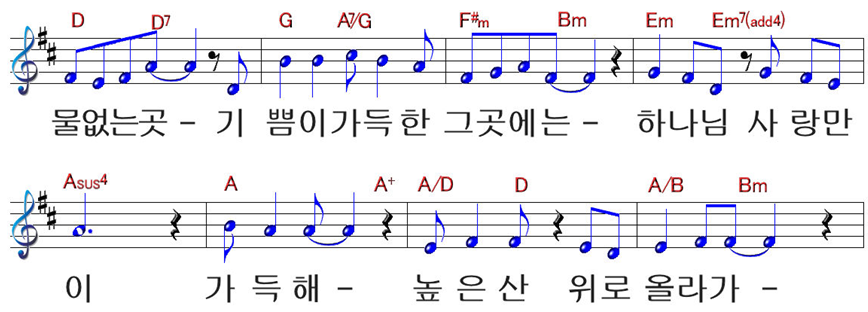 D D7 G A7/G F#m Bm Em Em7(add4)
물없는곳 - 기 쁨이가득한 그곳에는 - 하나님 사 랑만
Asus4 A A+ A/D D A/B Bm
이 가 득 해 - 높 은 산 위로 올라가 -